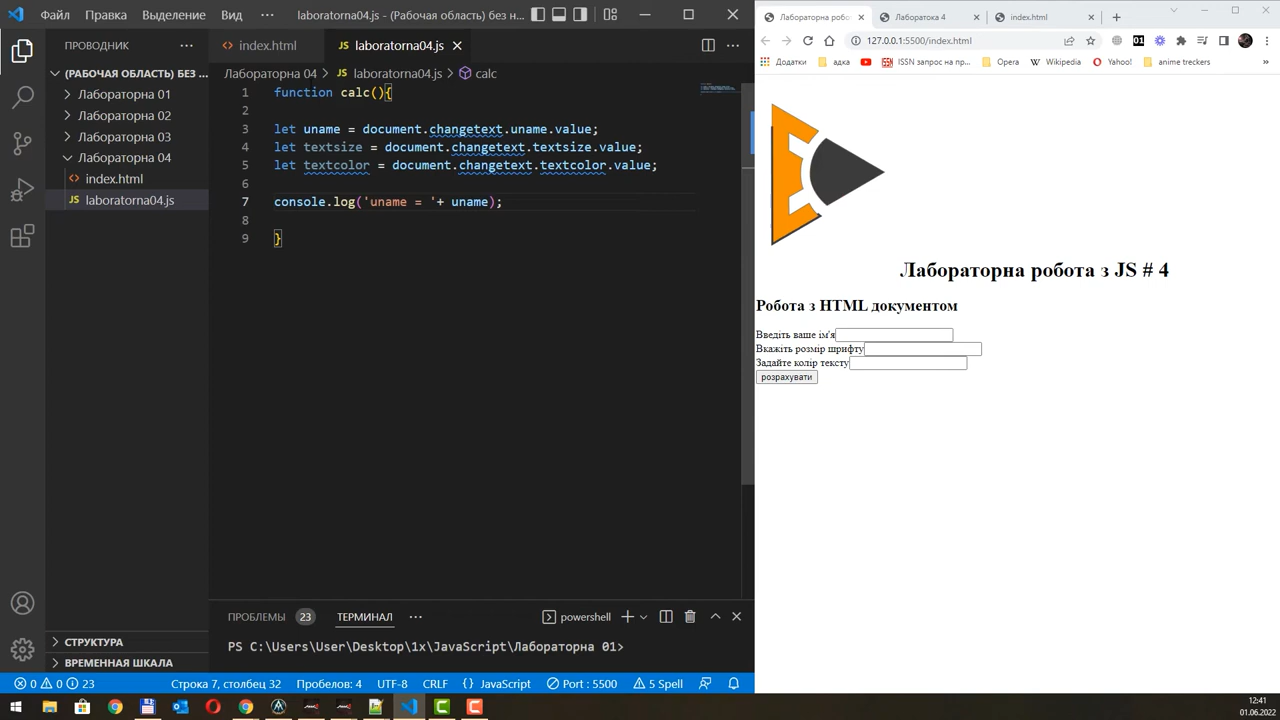 Файл Правка Выделение Вид ··· laboratorna04.js - (Рабочая область) без н...
ПРОВОДНИК ···
(РАБОЧАЯ ОБЛАСТЬ) БЕЗ ...
Лабораторна 01
Лабораторна 02
Лабораторна 03
Лабораторна 04
index.html
JS laboratorna04.js
СТРУКТУРА
ВРЕМЕННАЯ ШКАЛА
index.html
JS laboratorna04.js
Лабораторна 04 > JS laboratorna04.js > calc
1 function calc(){
2
3 let uname = document.changetext.uname.value;
4 let textsize = document.changetext.textsize.value;
5 let textcolor = document.changetext.textcolor.value;
6
7 console.log('uname = '+ uname);
8
9 }
ПРОБЛЕМЫ 23 ТЕРМИНАЛ ··· powershell
PS C:\Users\User\Desktop\1x\JavaScript\Лабораторна 01>
0 0 23 Строка 7, столбец 32 Пробелов: 4 UTF-8 CRLF {} JavaScript Port : 5500 5 Spell
Лабораторна робо
Лабратока 4
index.html
127.0.0.1:5500/index.html
01
Додатки
адка
ISSN запрос на пр...
Opera
Wikipedia
Yahoo!
anime treckers
»
Лабораторна робота з JS # 4
Робота з HTML документом
Введіть ваше ім'я
Вкажіть розмір шрифту
Задайте колір тексту
розрахувати
12:41
01.06.2022